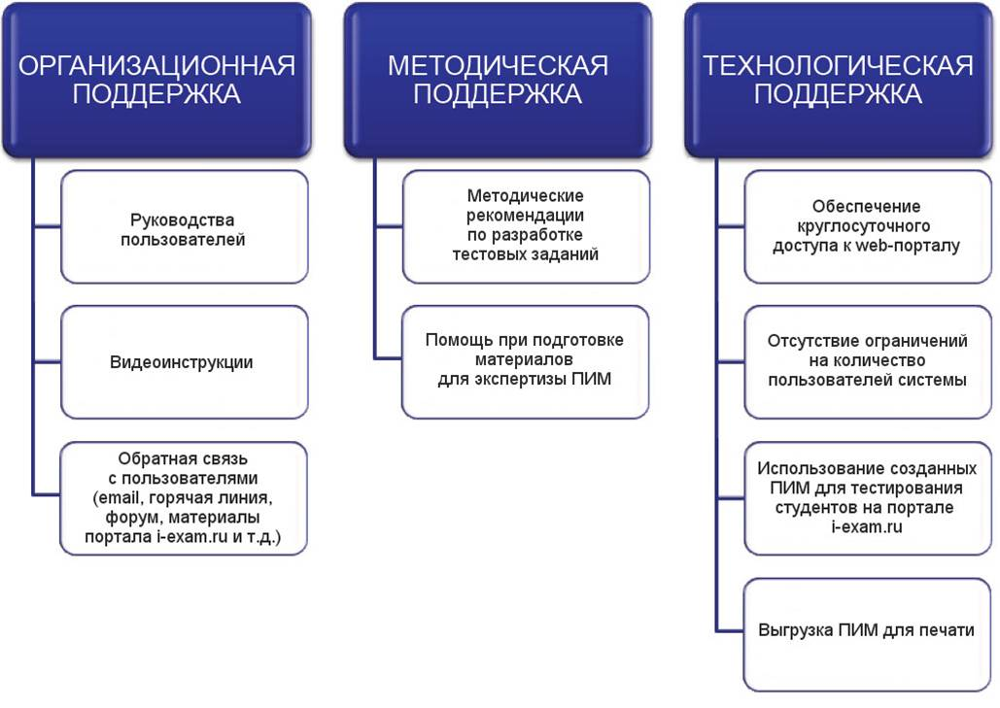 ОРГАНИЗАЦИОННАЯ
ПОДДЕРЖКА
Руководства
пользователей
Видеоинструкции
Обратная связь
с пользователями
(email, горячая линия,
форум, материалы
портала i-exam.ru и т.д.)
МЕТОДИЧЕСКАЯ
ПОДДЕРЖКА
Методические
рекомендации
по разработке
тестовых заданий
Помощь при подготовке
материалов
для экспертизы ПИМ
ТЕХНОЛОГИЧЕСКАЯ
ПОДДЕРЖКА
Обеспечение
круглосуточного
доступа к web-порталу
Отсутствие ограничений
на количество
пользователей системы
Использование созданных
ПИМ для тестирования
студентов на портале
i-exam.ru
Выгрузка ПИМ для печати